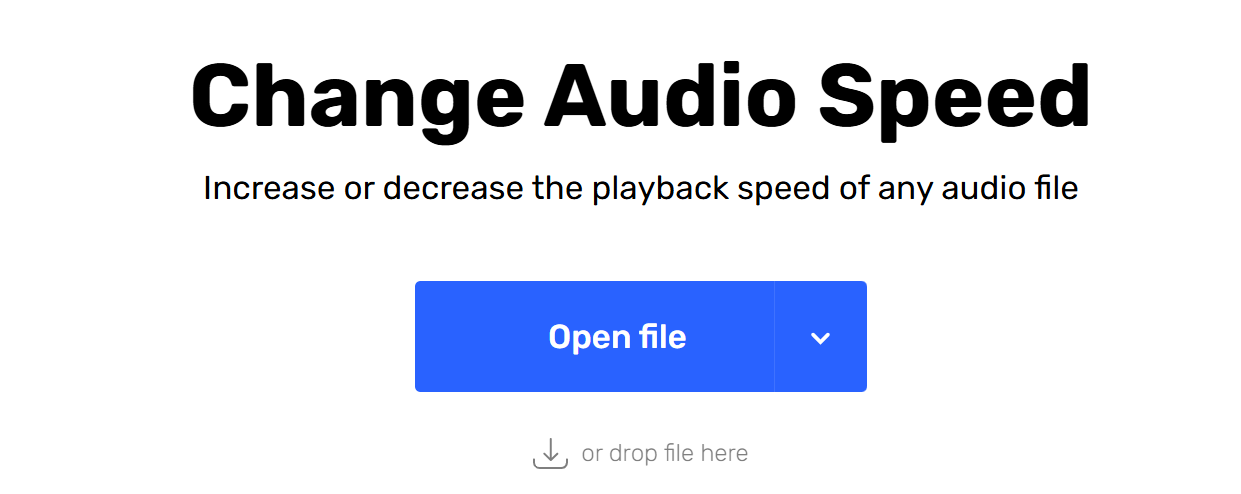 Change Audio Speed
Increase or decrease the playback speed of any audio file
Open file
or drop file here